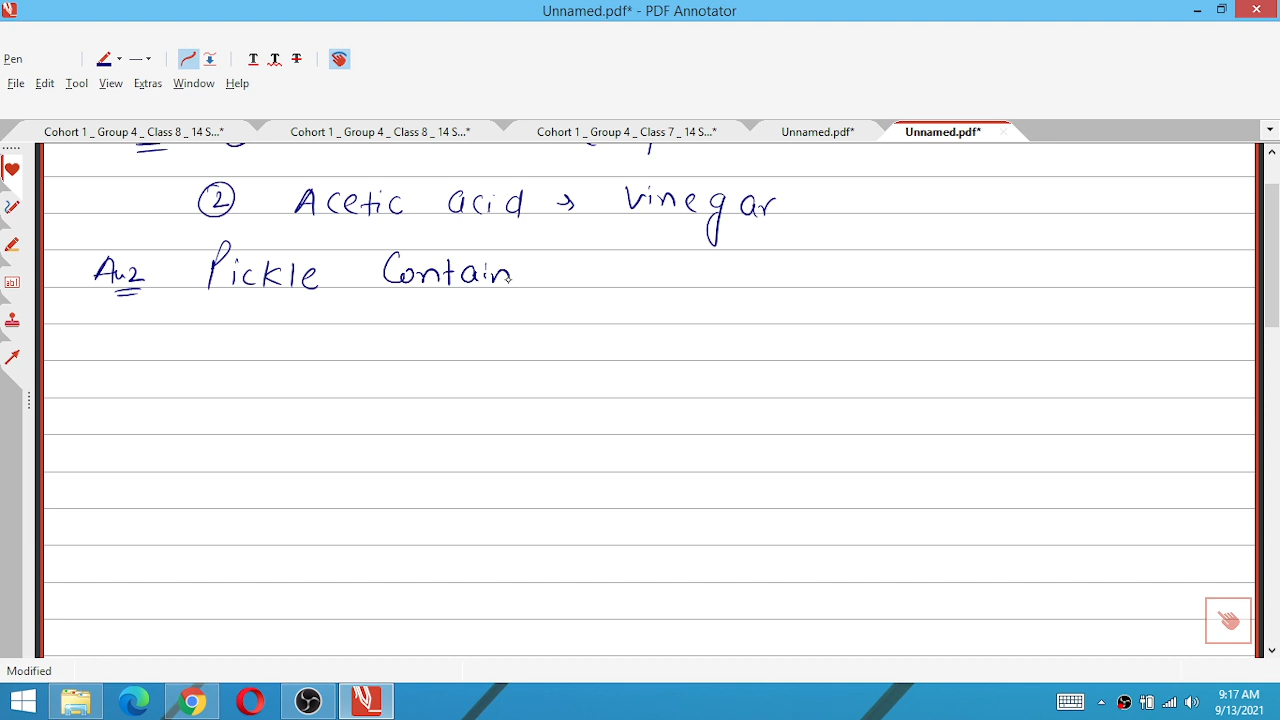 Unnamed.pdf* - PDF Annotator
Pen
T T T
File Edit Tool View Extras Window Help
Cohort 1 _ Group 4 _ Class 8 _ 14 S...* Cohort 1 _ Group 4 _ Class 8 _ 14 S...* Cohort 1 _ Group 4 _ Class 7 _ 14 S...* Unnamed.pdf* Unnamed.pdf*
② Acetic acid → Vinegar
Ans2 Pickle Contain
Modified
9:17 AM
9/13/2021